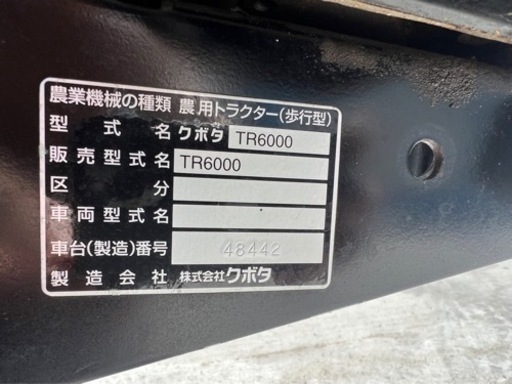 農業機械の種類 農用トラクター(歩行型)
型式名 クボタ TR6000
販売型式名 TR6000
区分
車両型式名
車台(製造)番号 48442
製造会社 株式会社クボタ